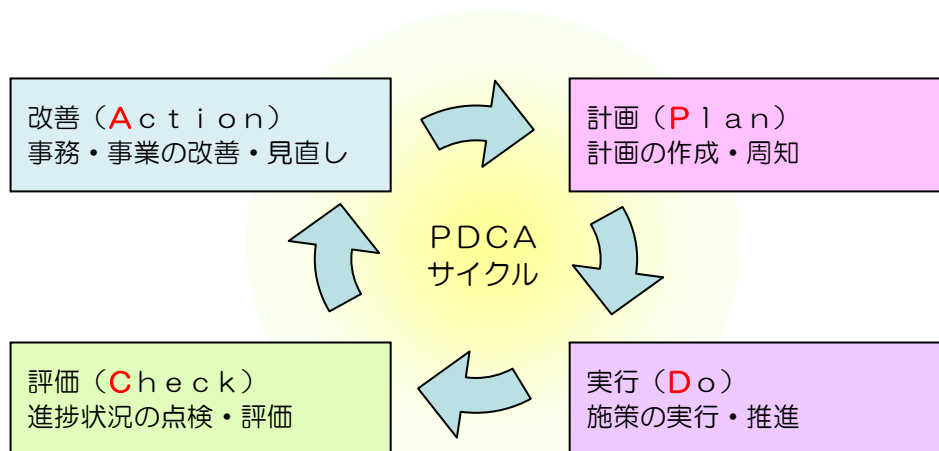 改善（Ａｃｔｉｏｎ）
事務・事業の改善・見直し
計画（Ｐｌａｎ）
計画の作成・周知
ＰＤＣＡ
サイクル
評価（Ｃｈｅｃｋ）
進捗状況の点検・評価
実行（Ｄｏ）
施策の実行・推進